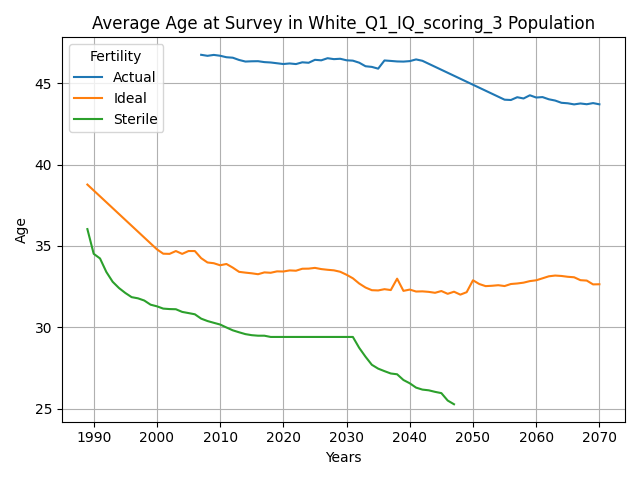 Average Age at Survey in White_Q1_IQ_scoring_3 Population
Fertility
Actual
Ideal
Sterile
Age
45
40
35
30
25
1990 2000 2010 2020 2030 2040 2050 2060 2070
Years